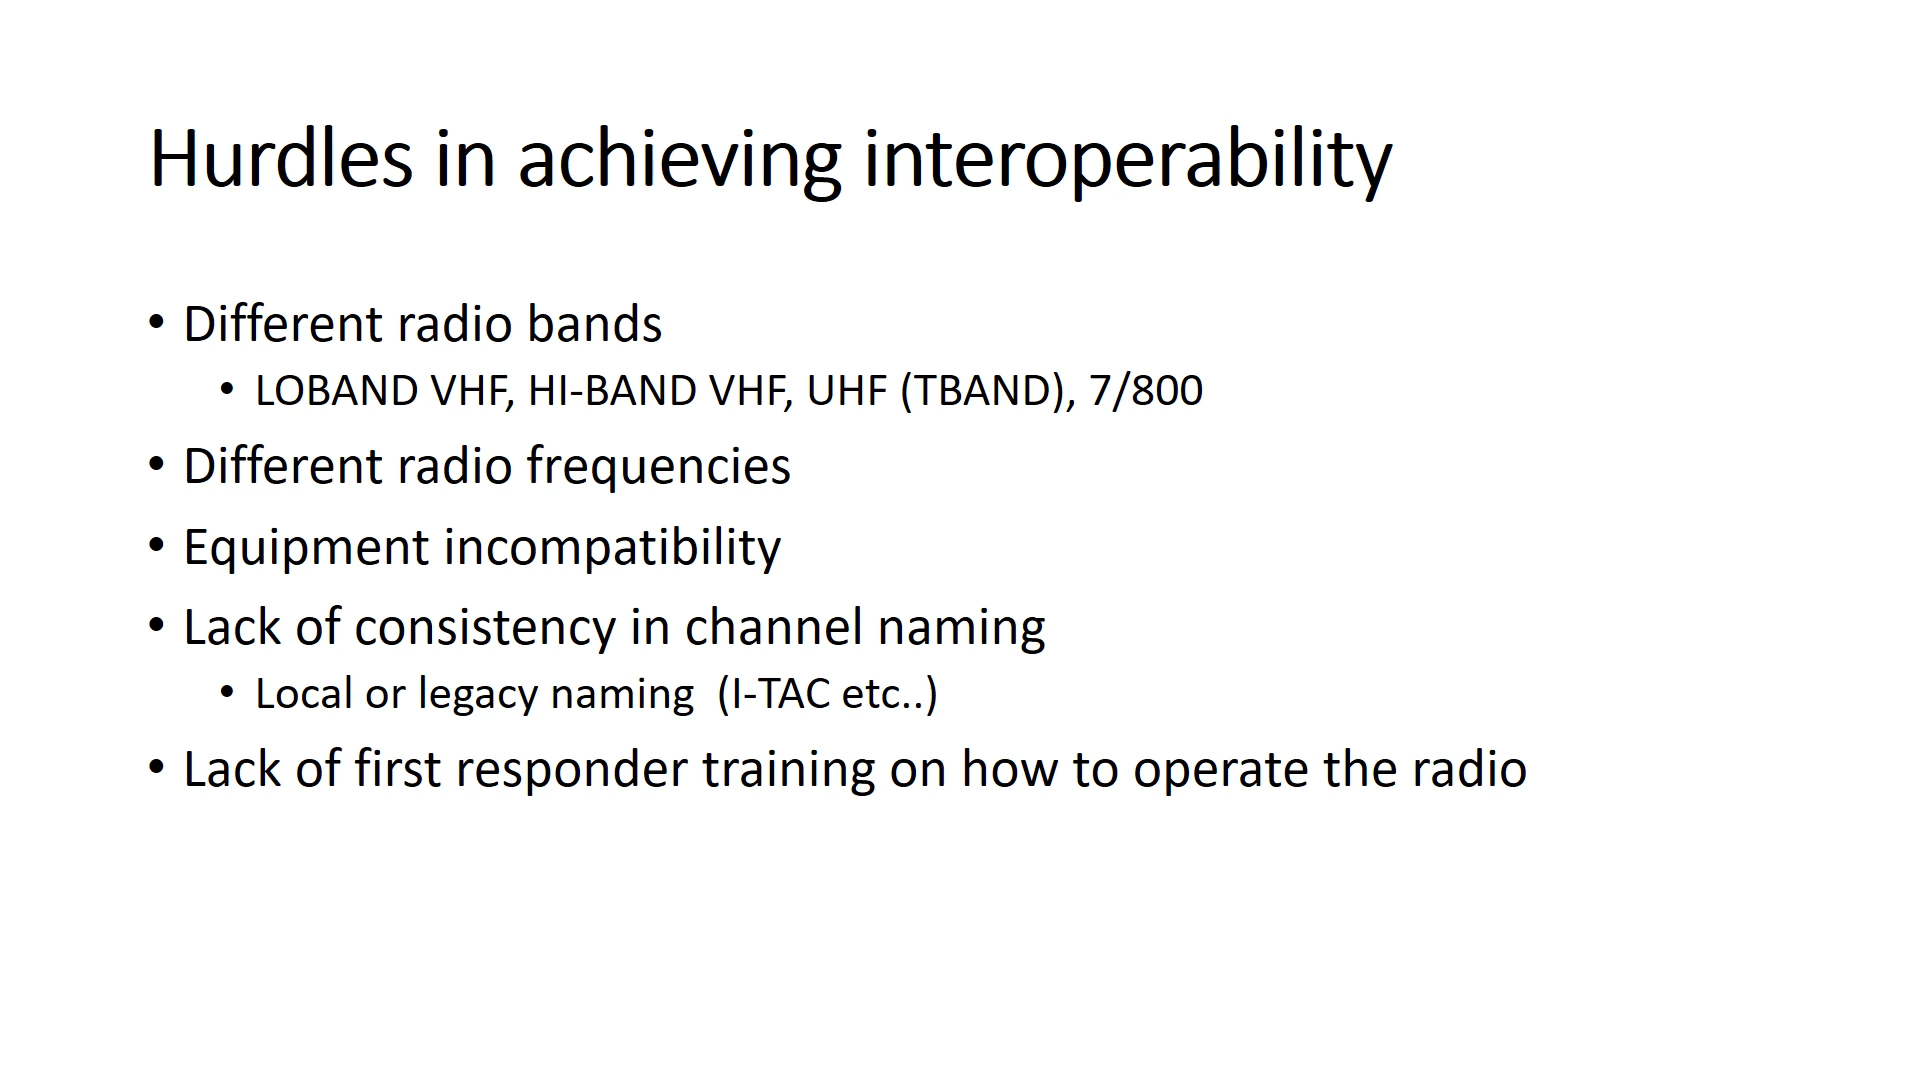 Hurdles in achieving interoperability
• Different radio bands
• LOBAND VHF, HI-BAND VHF, UHF (TBAND), 7/800
• Different radio frequencies
• Equipment incompatibility
• Lack of consistency in channel naming
• Local or legacy naming  (I-TAC etc..)
• Lack of first responder training on how to operate the radio